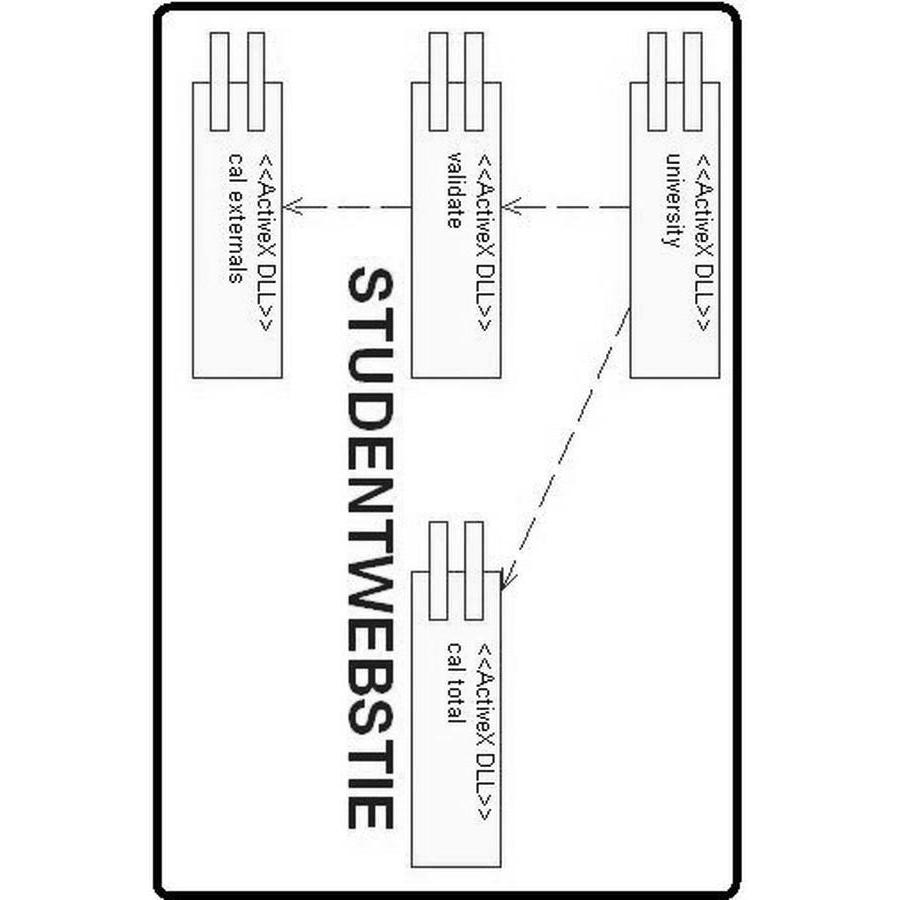 <<ActiveX DLL>>
university
<<ActiveX DLL>>
validate
<<ActiveX DLL>>
cal total
STUDENTWEBSTIE
<<ActiveX DLL>>
cal externals